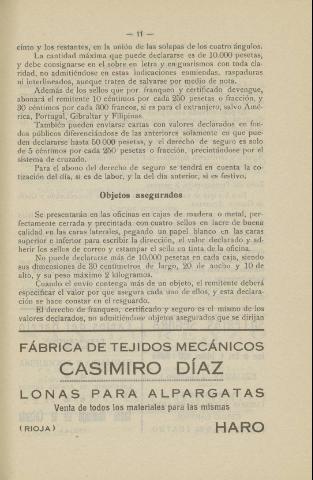 — 11 —
cinto y los restantes, en la unión de las solapas de los cuatro ángulos.
La cantidad máxima que puede declararse es de 10.000 pesetas,
y debe consignarse en el sobre en letra y en guarismos con toda cla-
ridad, no admitiéndose en estas indicaciones enmiendas, raspaduras
ni interlineados, aunque traten de salvarse por medio de nota.
Además de los sellos que por franqueo y certificado devengue,
abonará el remitente 10 céntimos por cada 250 pesetas o fracción, y
30 céntimos por cada 300 francos, si es para el extranjero, salvo Amé-
rica, Portugal, Gibraltar y Filipinas.
También pueden enviarse cartas con valores declarados en fon-
dos públicos diferenciándose de las anteriores solamente en que pue-
den declararse hasta 50.000 pesetas, y el derecho de seguro es solo
de 5 céntimos por cada 250 pesetas o fracción, precintándose por el
sistema de cruzado.
Para el abono del derecho de seguro se tendrá en cuenta la co-
tización del día, si es de labor, y la del día anterior, si es festivo.
Objetos asegurados
Se presentarán en las oficinas en cajas de madera o metal, per-
fectamente cerrada y precintada con cuatro sellos en lacre de buena
calidad en las caras laterales, pegando un papel blanco en las caras
superior e inferior para escribir la dirección, el valor declarado y ad-
herir los sellos de correo y estampar el sello en tinta de la oficina.
No puede declararse más de 10.000 pesetas en cada caja, siendo
sus dimensiones de 30 centímetros de largo, 20 de ancho y 10 de
alto, y su peso máximo 2 kilogramos.
Cuando el envío contenga más de un objeto, el remitente deberá
especificar el valor por que asegura cada uno de ellos, y esta declara-
ción se hace constar en el resguardo.
El derecho de franqueo, certificado y seguro es el mismo de los
valores declarados, no admitiéndose objetos asegurados que se dirijan
FÁBRICA DE TEJIDOS MECÁNICOS
CASIMIRO DÍAZ
LONAS PARA ALPARGATAS
Venta de todos los materiales para las mismas
(RIOJA) HARO